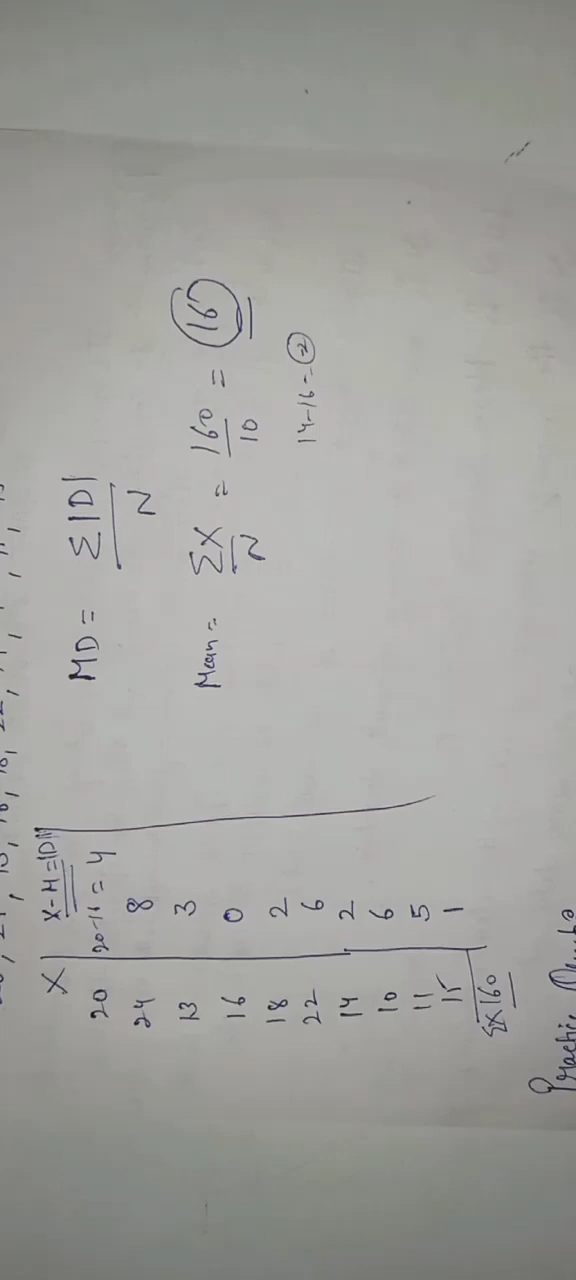 X | X-M=|D|
20 | 20-16=4
24 | 8
13 | 3
16 | 0
18 | 2
22 | 6
14 | 2
10 | 6
11 | 5
15 | 1
ΣX 160
MD = Σ|D| / N
Mean = ΣX / N = 160 / 10 = 16
14-16=2
Practice